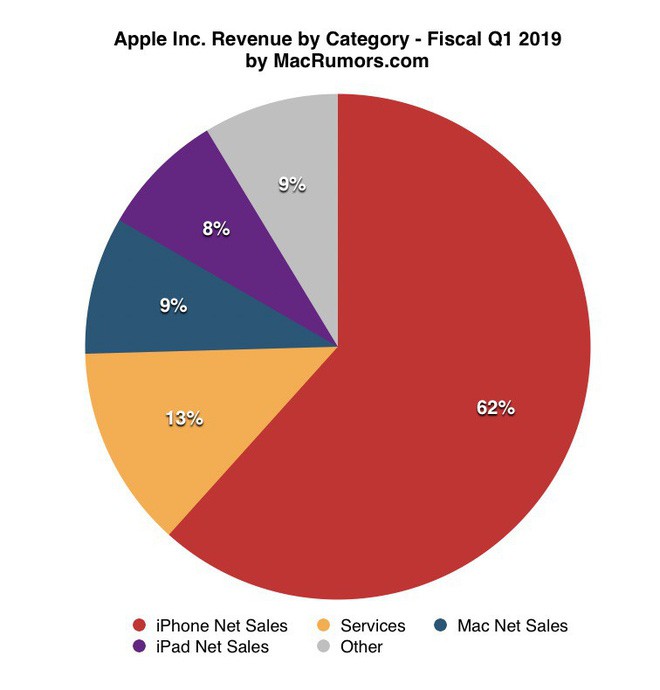 Apple Inc. Revenue by Category - Fiscal Q1 2019
by MacRumors.com
9%
8%
9%
62%
13%
iPhone Net Sales
Services
Mac Net Sales
iPad Net Sales
Other